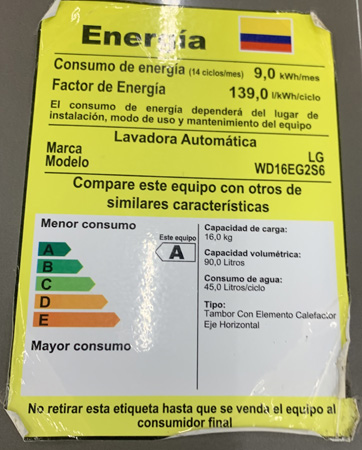 Energía
Consumo de energía (14 ciclos/mes) 9,0 kWh/mes
Factor de Energía 139,0 l/kWh/ciclo
El consumo de energía dependerá del lugar de
instalación, modo de uso y mantenimiento del equipo
Lavadora Automática
Marca LG
Modelo WD16EG2S6
Compare este equipo con otros de
similares características
Menor consumo
Este equipo
A A
B
C
D
E
Mayor consumo
Capacidad de carga:
16,0 kg
Capacidad volumétrica:
90,0 Litros
Consumo de agua:
45,0 Litros/ciclo
Tipo:
Tambor Con Elemento Calefactor
Eje Horizontal
No retirar esta etiqueta hasta que se venda el equipo al
consumidor final